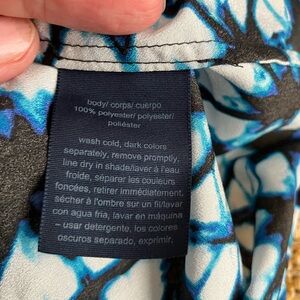 body/ corps/ cuerpo
100% polyester/ polyester/
poliéster
wash cold, dark colors
separately, remove promptly,
line dry in shade/laver à l'eau
froide, séparer les couleurs
foncées, retirer immédiatement,
sécher à l'ombre sur un fil/lavar
con agua fria, lavar en máquina
– usar detergente, los colores
oscuros separado, exprimir,